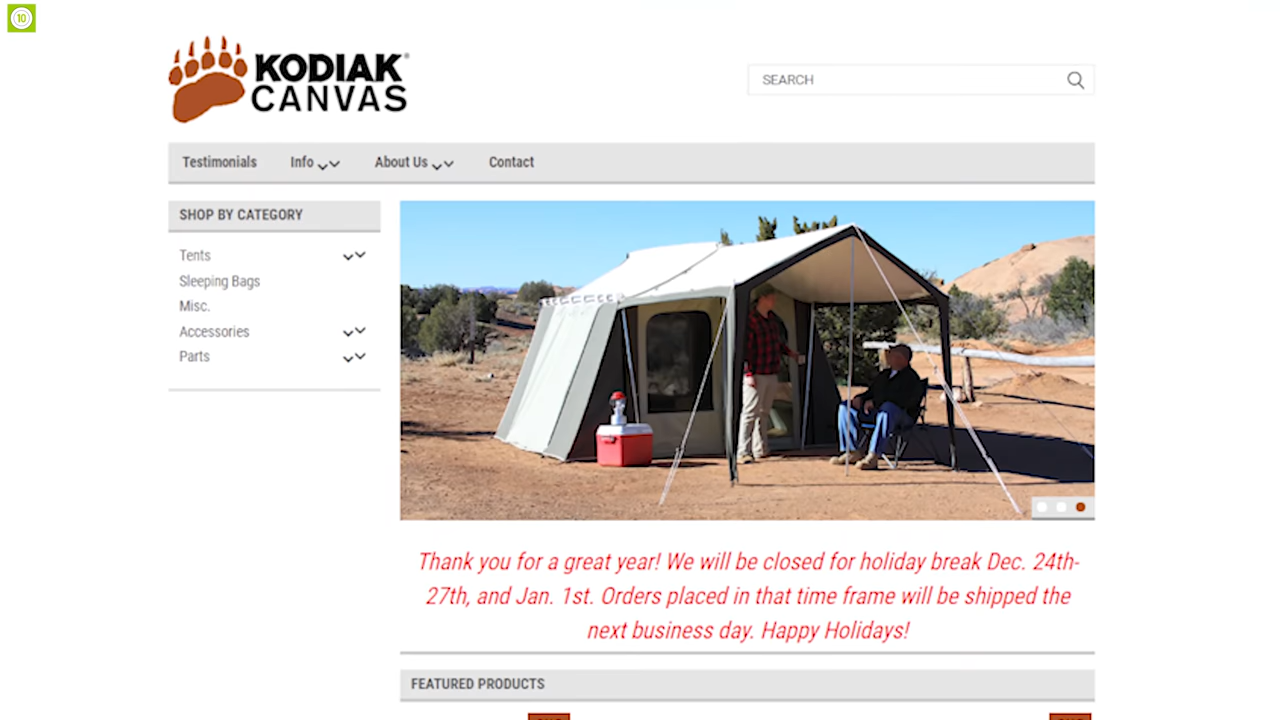 10
KODIAK®
CANVAS
SEARCH
Testimonials Info About Us Contact
SHOP BY CATEGORY
Tents
Sleeping Bags
Misc.
Accessories
Parts
Thank you for a great year! We will be closed for holiday break Dec. 24th-
27th, and Jan. 1st. Orders placed in that time frame will be shipped the
next business day. Happy Holidays!
FEATURED PRODUCTS